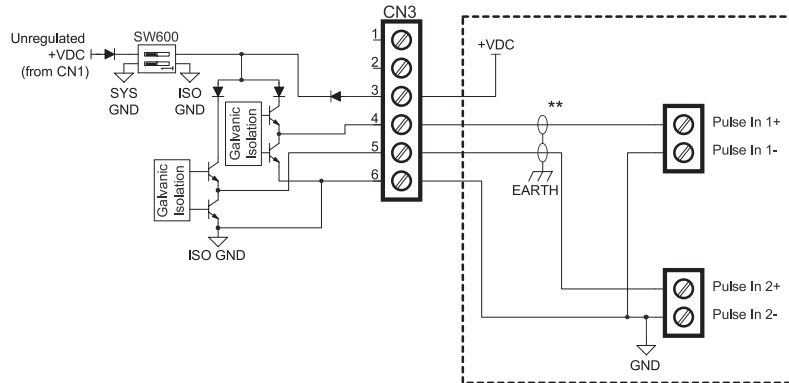 Unregulated
+VDC
(from CN1)
SW600
SYS
GND
ISO
GND
Galvanic
Isolation
Galvanic
Isolation
ISO GND
CN3
1
2
3
4
5
6
+VDC
**
EARTH
Pulse In 1+
Pulse In 1-
Pulse In 2+
Pulse In 2-
GND